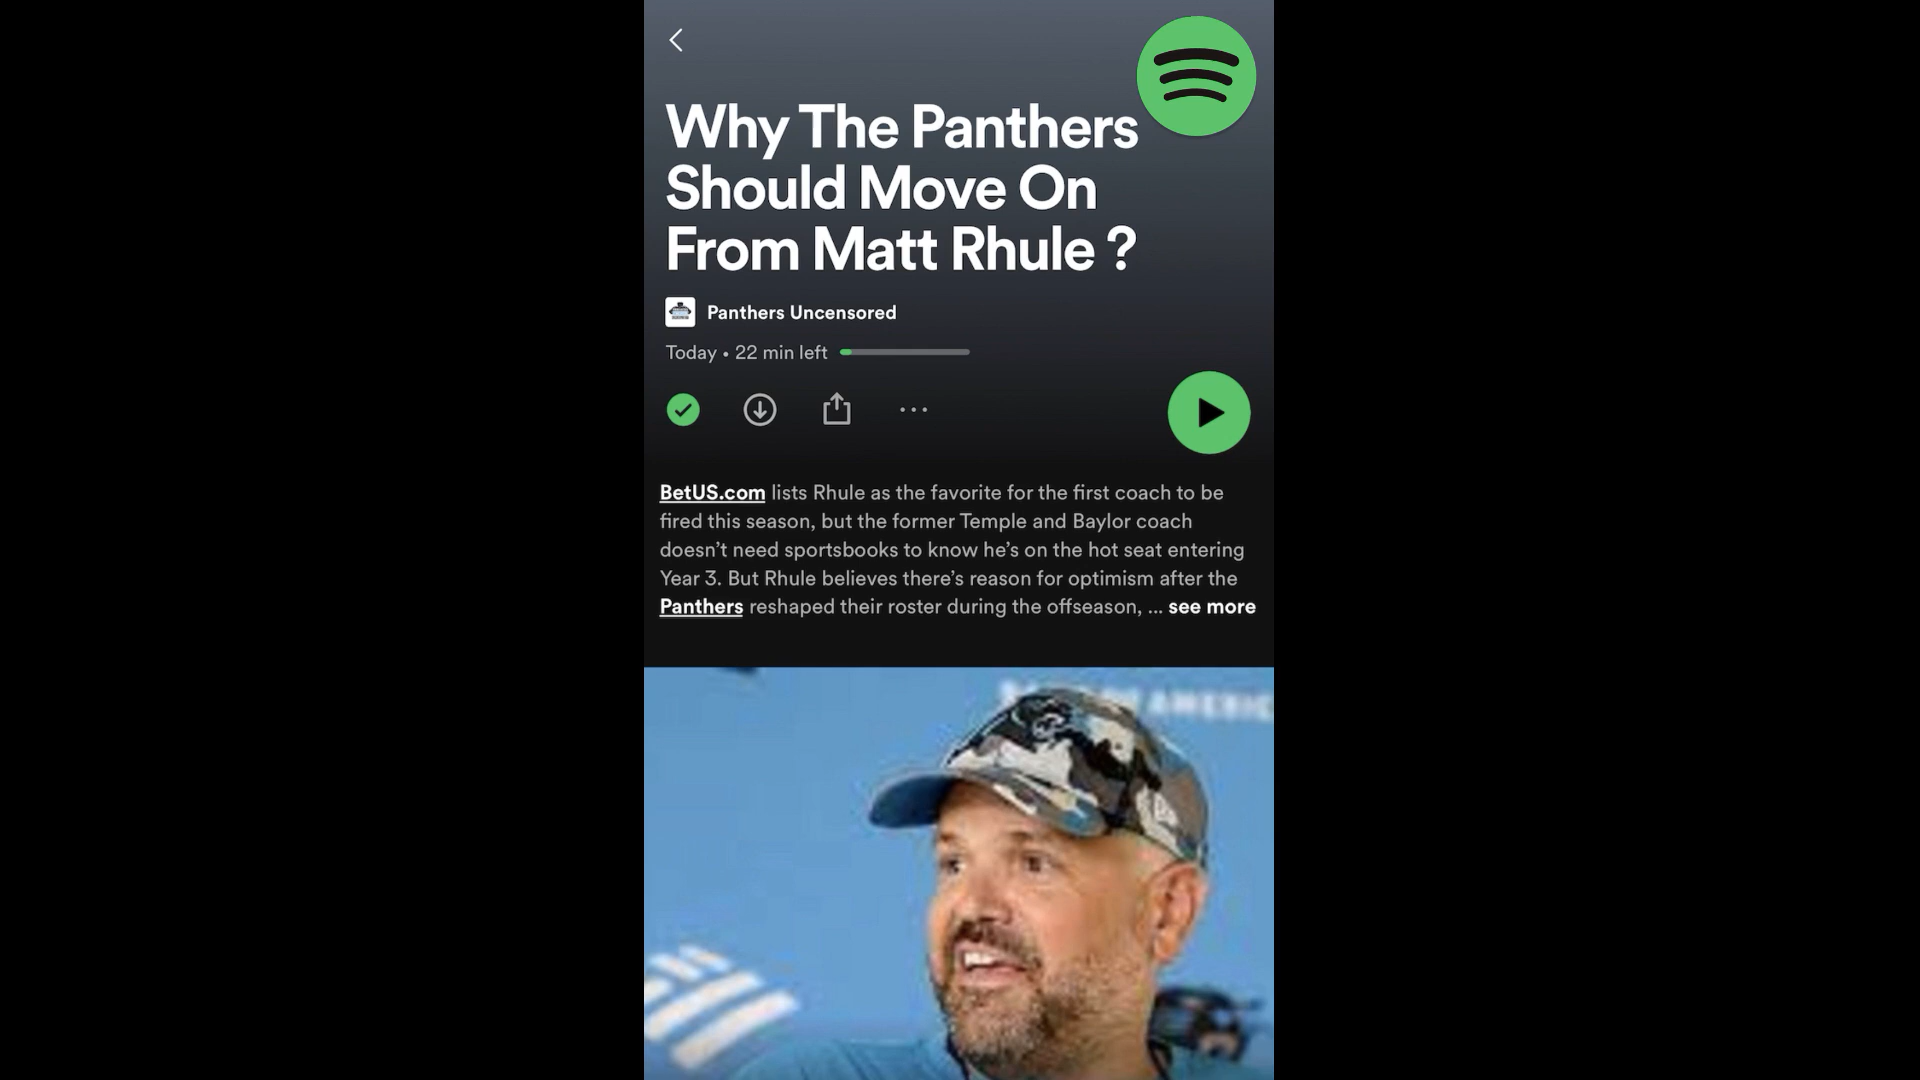 Why The Panthers
Should Move On
From Matt Rhule ?
Panthers Uncensored
Today • 22 min left
BetUS.com lists Rhule as the favorite for the first coach to be
fired this season, but the former Temple and Baylor coach
doesn’t need sportsbooks to know he’s on the hot seat entering
Year 3. But Rhule believes there’s reason for optimism after the
Panthers reshaped their roster during the offseason, ... see more
AMERIC